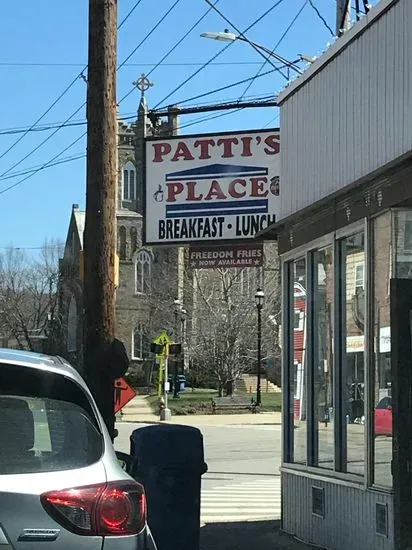 PATTI'S
PLACE
BREAKFAST • LUNCH
FREEDOM FRIES
★ NOW AVAILABLE ★